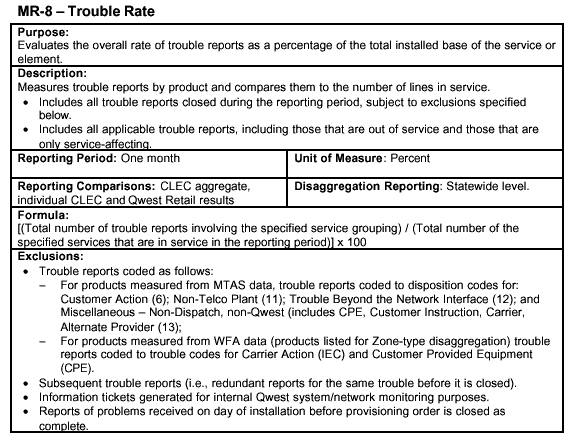 MR-8 – Trouble Rate
Purpose:
Evaluates the overall rate of trouble reports as a percentage of the total installed base of the service or
element.
Description:
Measures trouble reports by product and compares them to the number of lines in service.
• Includes all trouble reports closed during the reporting period, subject to exclusions specified
below.
• Includes all applicable trouble reports, including those that are out of service and those that are
only service-affecting.
Reporting Period: One month
Unit of Measure: Percent
Reporting Comparisons: CLEC aggregate,
individual CLEC and Qwest Retail results
Disaggregation Reporting: Statewide level.
Formula:
[(Total number of trouble reports involving the specified service grouping) / (Total number of the
specified services that are in service in the reporting period)] x 100
Exclusions:
• Trouble reports coded as follows:
– For products measured from MTAS data, trouble reports coded to disposition codes for:
Customer Action (6); Non-Telco Plant (11); Trouble Beyond the Network Interface (12); and
Miscellaneous – Non-Dispatch, non-Qwest (includes CPE, Customer Instruction, Carrier,
Alternate Provider (13);
– For products measured from WFA data (products listed for Zone-type disaggregation) trouble
reports coded to trouble codes for Carrier Action (IEC) and Customer Provided Equipment
(CPE).
• Subsequent trouble reports (i.e., redundant reports for the same trouble before it is closed).
• Information tickets generated for internal Qwest system/network monitoring purposes.
• Reports of problems received on day of installation before provisioning order is closed as
complete.